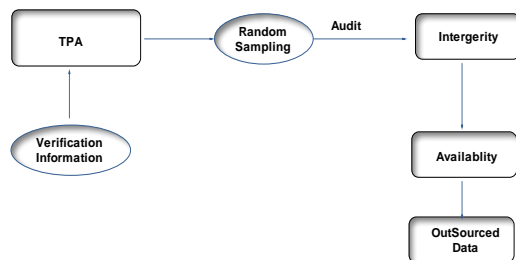 TPA
Random
Sampling
Audit
Intergerity
Verification
Information
Availablity
OutSourced
Data